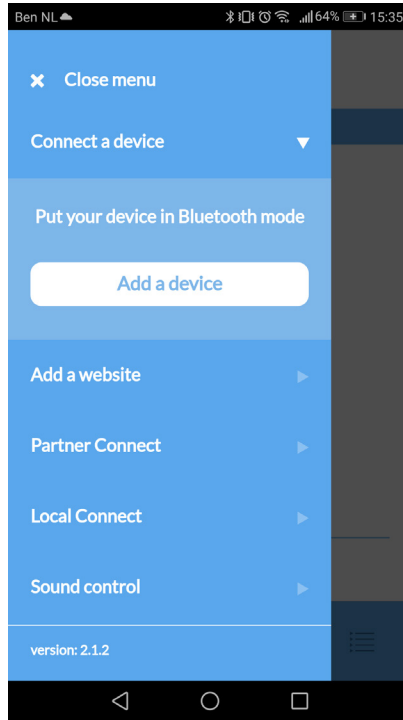 Ben NL 64% 15:35
Close menu
Connect a device
Put your device in Bluetooth mode
Add a device
Add a website
Partner Connect
Local Connect
Sound control
version: 2.1.2